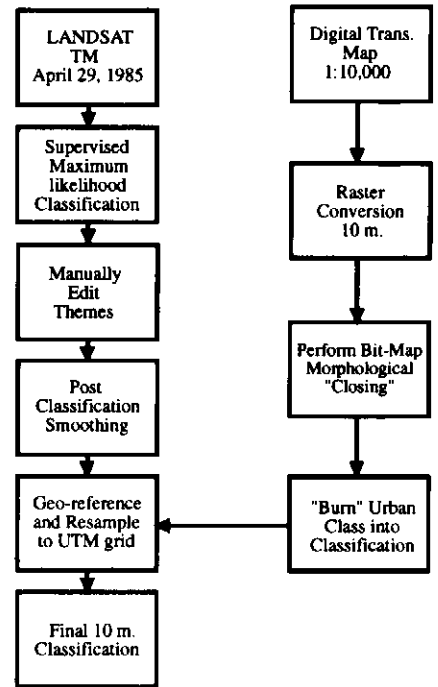 LANDSAT
TM
April 29, 1985
Supervised
Maximum
likelihood
Classification
Manually
Edit
Themes
Post
Classification
Smoothing
Geo-reference
and Resample
to UTM grid
Final 10 m.
Classification
Digital Trans.
Map
1:10,000
Raster
Conversion
10 m.
Perform Bit-Map
Morphological
"Closing"
"Burn" Urban
Class into
Classification